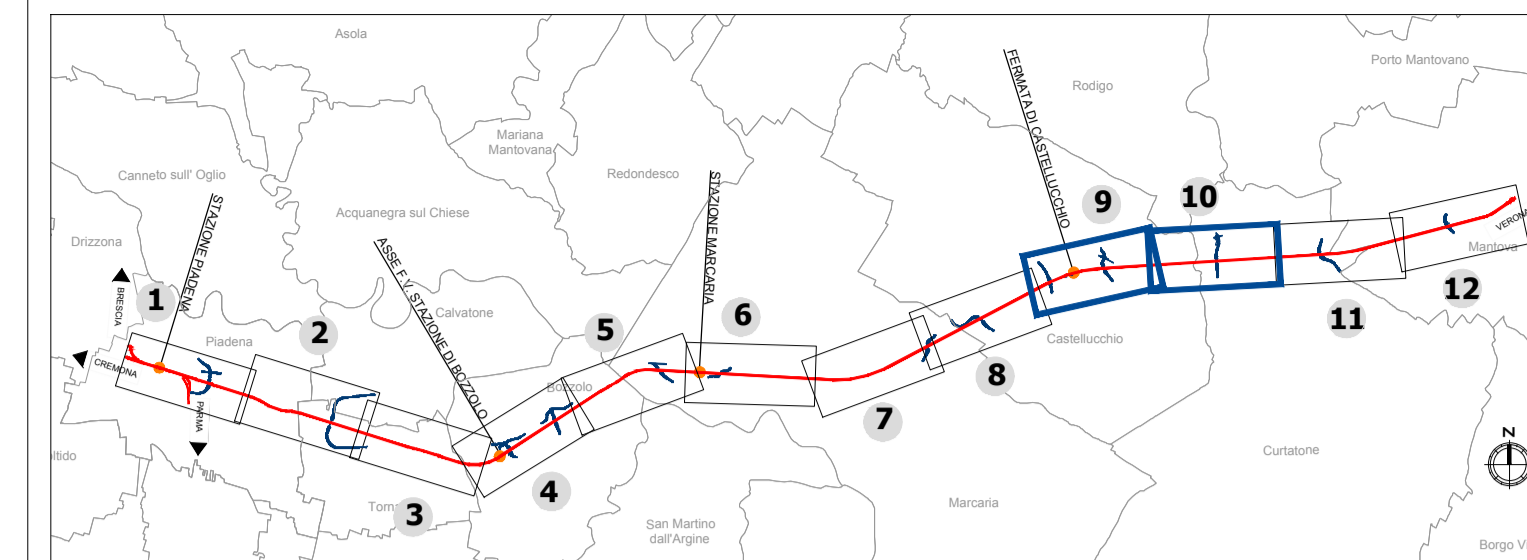 Asola
Porto Mantovano
Rodigo
FERMATA DI CASTELLUCCHIO
Mariana
Mantovana
Canneto sull' Oglio
Redondesco
STAZIONE MARCARIA
9
10
STAZIONE PIADENA
Acquanegra sul Chiese
VERONA
Drizzona
ASSE F.V. STAZIONE DI BOZZOLO
Mantova
BRESCIA
1
12
Calvatone
6
2
5
11
Piadena
Castellucchio
CREMONA
8
Bozzolo
PARMA
7
Curtatone
4
Marcaria
3
San Martino
dall'Argine
N